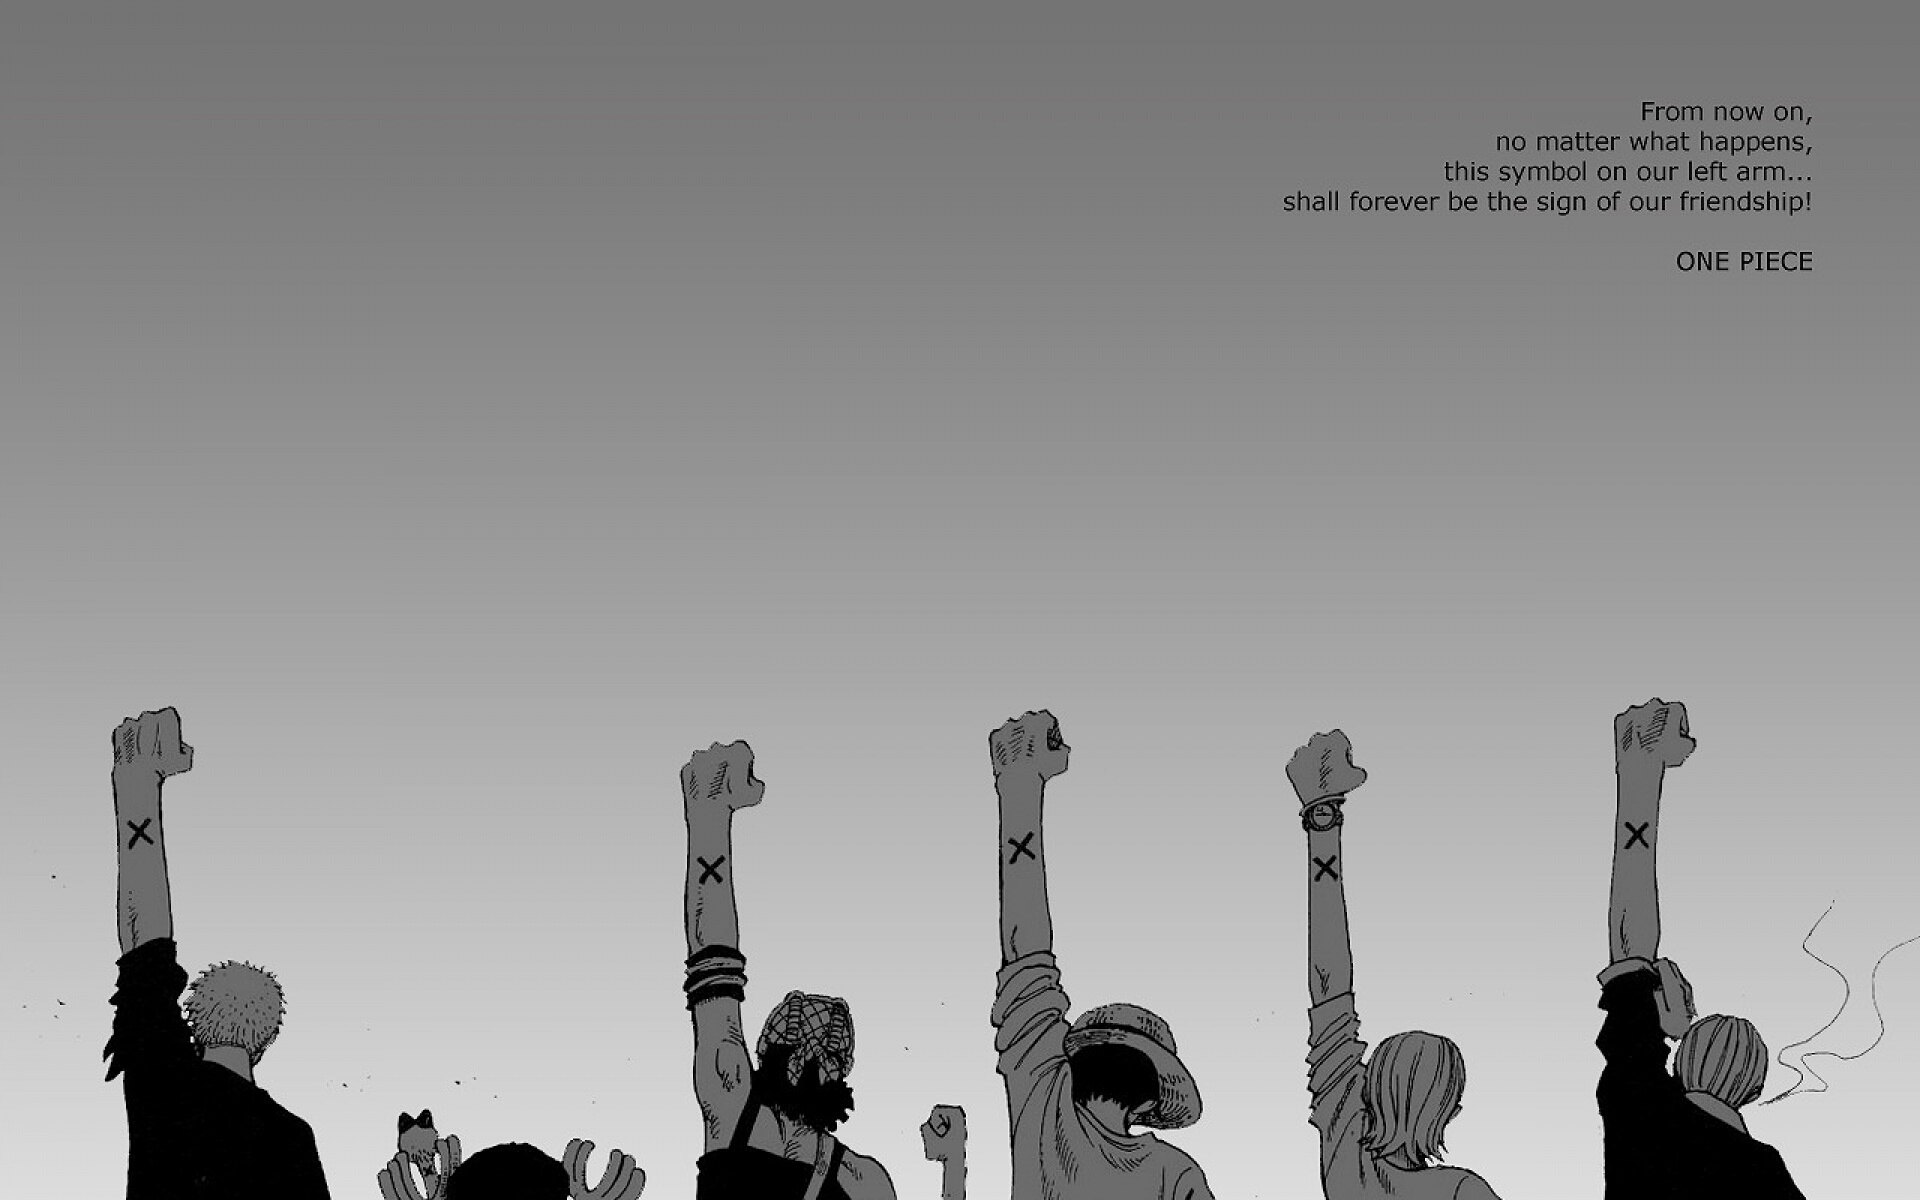 From now on,
no matter what happens,
this symbol on our left arm...
shall forever be the sign of our friendship!
ONE PIECE